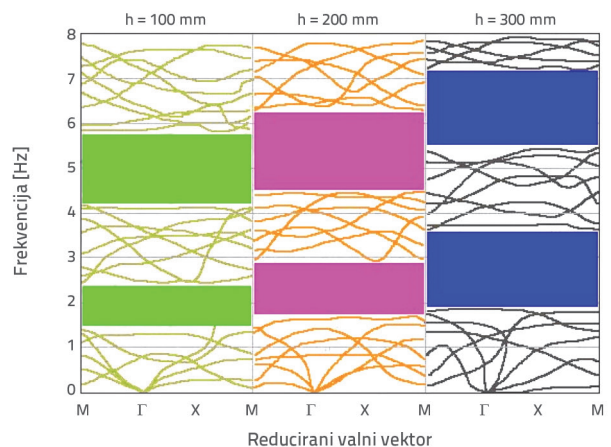 h = 100 mm h = 200 mm h = 300 mm
8
7
6
5
4
3
2
1
0
Frekvencija [Hz]
M Γ X M Γ X M Γ X M
Reducirani valni vektor